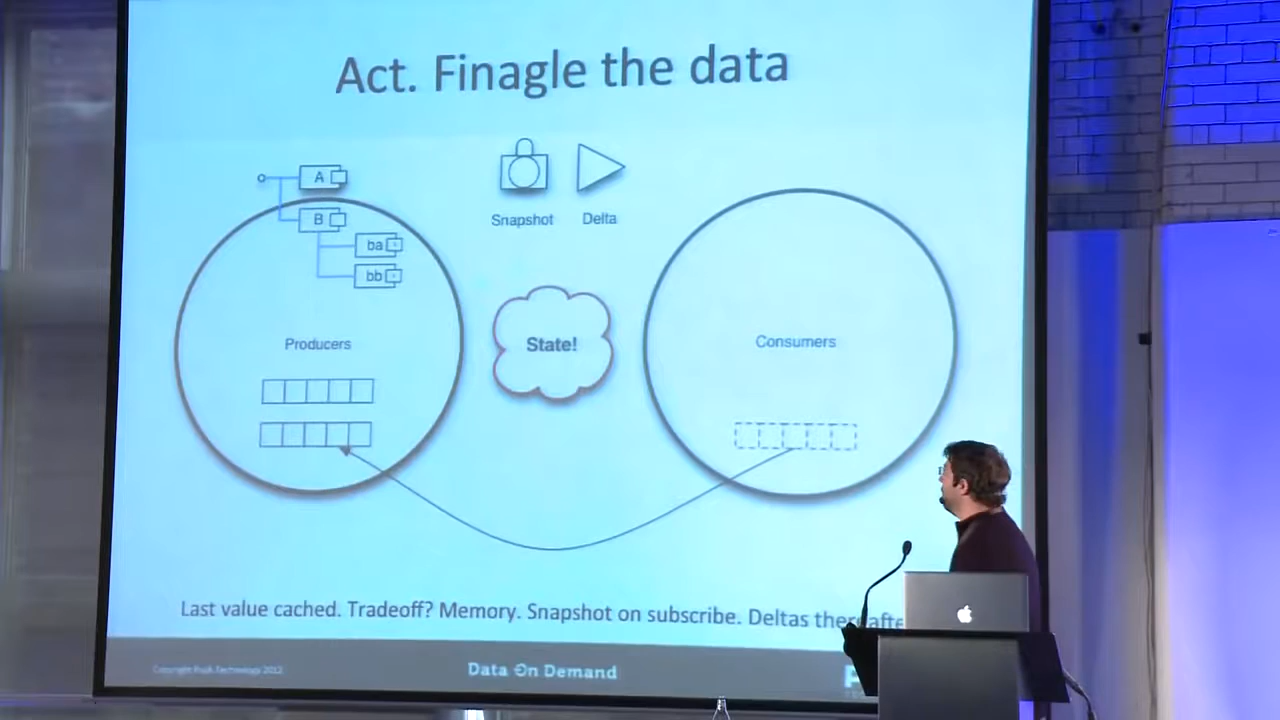 Act. Finagle the data
A
B
ba
bb
Snapshot
Delta
Producers
State!
Consumers
Last value cached. Tradeoff? Memory. Snapshot on subscribe. Deltas thereafte
Copyright Push Technology 2012
Data On Demand
P